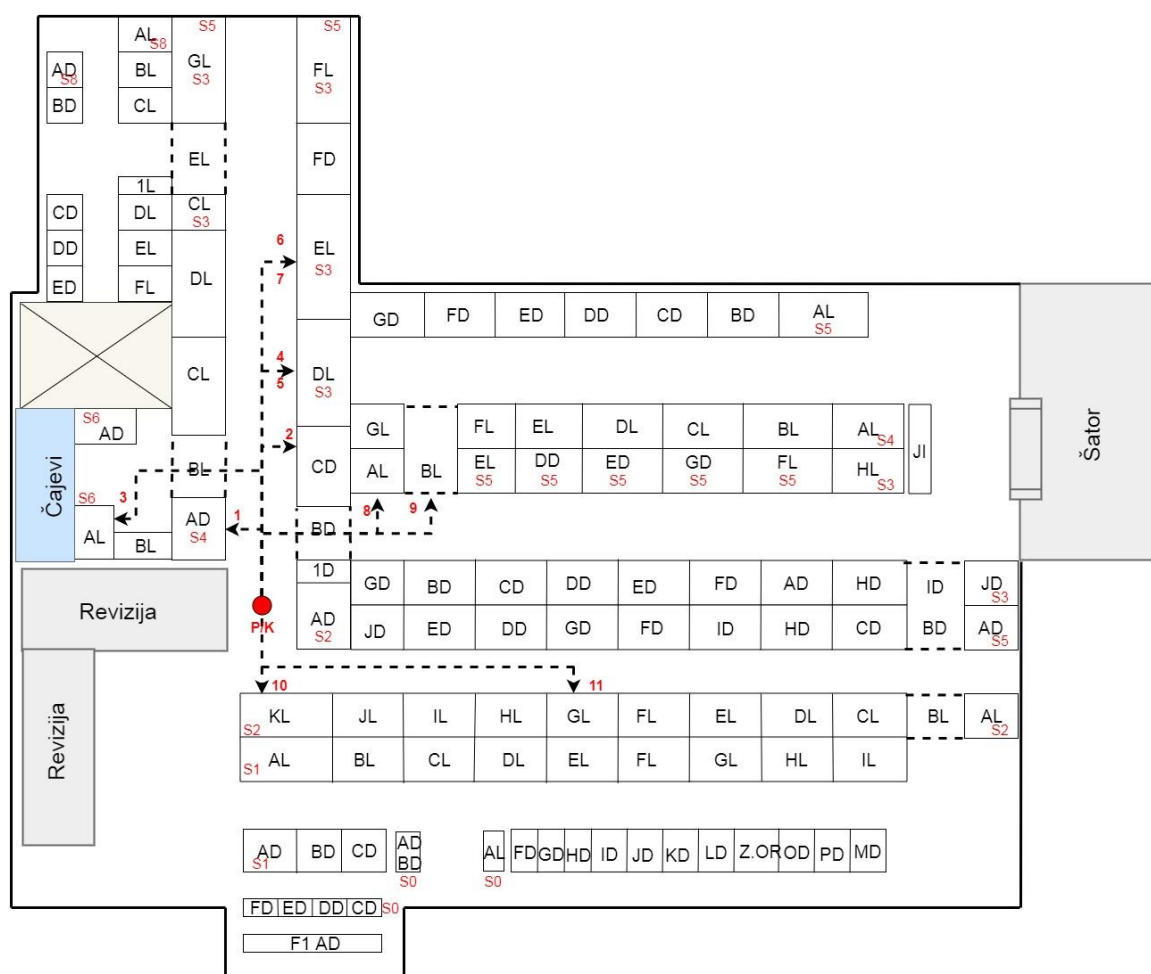 S5 S5
AL
S8
GL
S3
FL
S3
AD
S8
BL
BD CL
EL FD
1L
CD DL CL
S3
DD EL DL
6
EL
S3
7
ED FL
GD FD ED DD CD BD AL
S5
CL
4
5
DL
S3
S6
AD
2
CD
GL FL EL DL CL BL AL
S4
Čajevi
BL
AL BL EL
S5
DD
S5
ED
S5
GD
S5
FL
S5
HL
S3
JI
Šator
S6
3
AL BL
AD
S4
1
8 9
BD
1D
GD BD CD DD ED FD AD HD ID JD
S3
Revizija
P/K
AD
S2
JD ED DD GD FD ID HD CD BD AD
S5
Revizija
10 11
KL
S2
JL IL HL GL FL EL DL CL BL AL
S2
S1
AL BL CL DL EL FL GL HL IL
AD
S1
BD CD
AD
BD
S0
AL
S0
FD GD HD ID JD KD LD Z.OR OD PD MD
FD ED DD CD S0
F1 AD